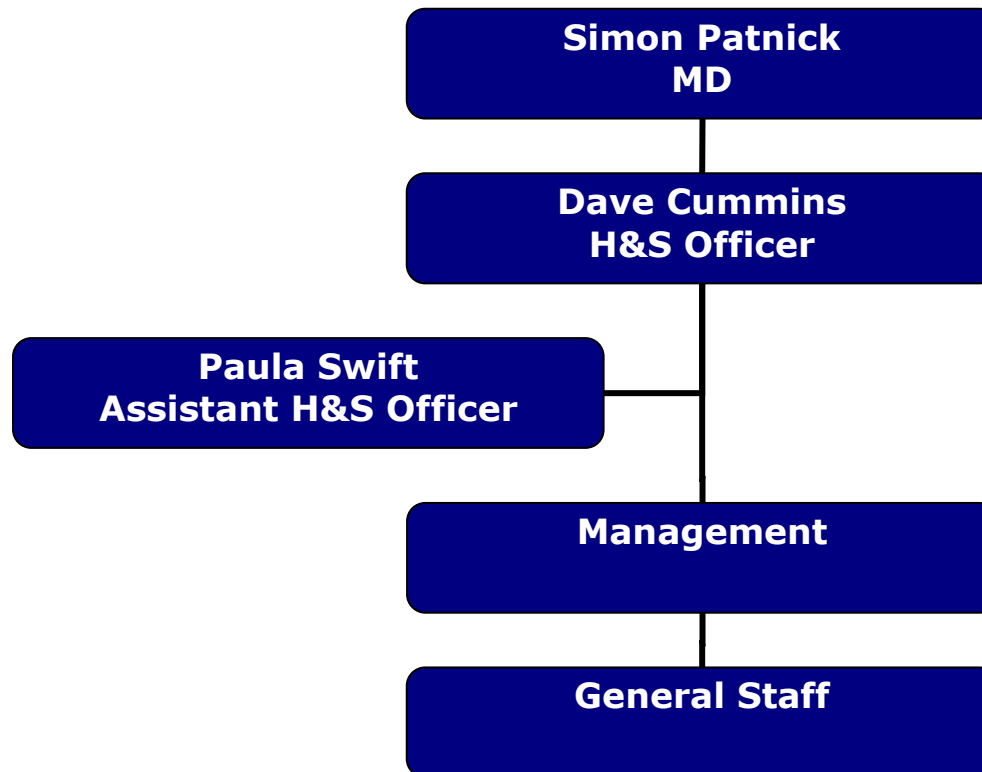 Simon Patnick
MD
Dave Cummins
H&S Officer
Paula Swift
Assistant H&S Officer
Management
General Staff